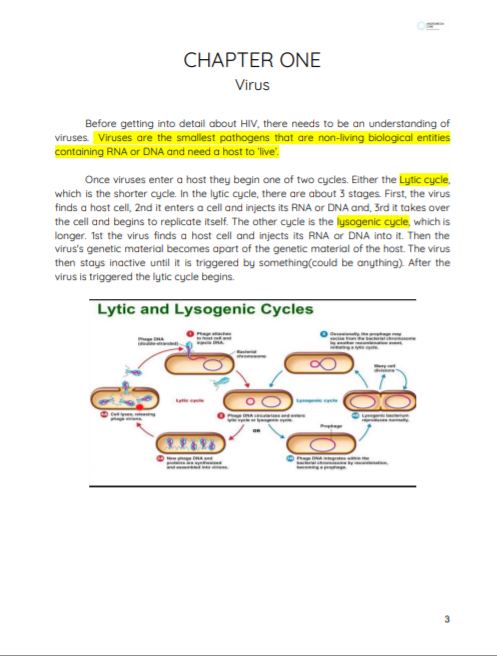 CHAPTER ONE
Virus
Before getting into detail about HIV, there needs to be an understanding of
viruses. Viruses are the smallest pathogens that are non-living biological entities
containing RNA or DNA and need a host to 'live'.
Once viruses enter a host they begin one of two cycles. Either the Lytic cycle,
which is the shorter cycle. In the lytic cycle, there are about 3 stages. First, the virus
finds a host cell, 2nd it enters a cell and injects its RNA or DNA and, 3rd it takes over
the cell and begins to replicate itself. The other cycle is the lysogenic cycle, which is
longer. 1st the virus finds a host cell and injects its RNA or DNA into it. Then the
virus's genetic material becomes apart of the genetic material of the host. The virus
then stays inactive until it is triggered by something(could be anything). After the
virus is triggered the lytic cycle begins.
Lytic and Lysogenic Cycles
Phage DNA
(double-stranded)
1 Phage attaches
to host cell and
injects DNA.
Bacterial
chromosome
Occasionally, the prophage may
excise from the bacterial chromosome
by another recombination event,
initiating a lytic cycle.
Many cell
divisions
Lytic cycle
Lysogenic cycle
Cell lyses, releasing
phage virions.
Phage DNA circularizes and enters
lytic cycle or lysogenic cycle.
OR
Lysogenic bacterium
reproduces normally.
Prophage
New phage DNA and
proteins are synthesized
and assembled into virions.
Phage DNA integrates within the
bacterial chromosome by recombination,
becoming a prophage.
3